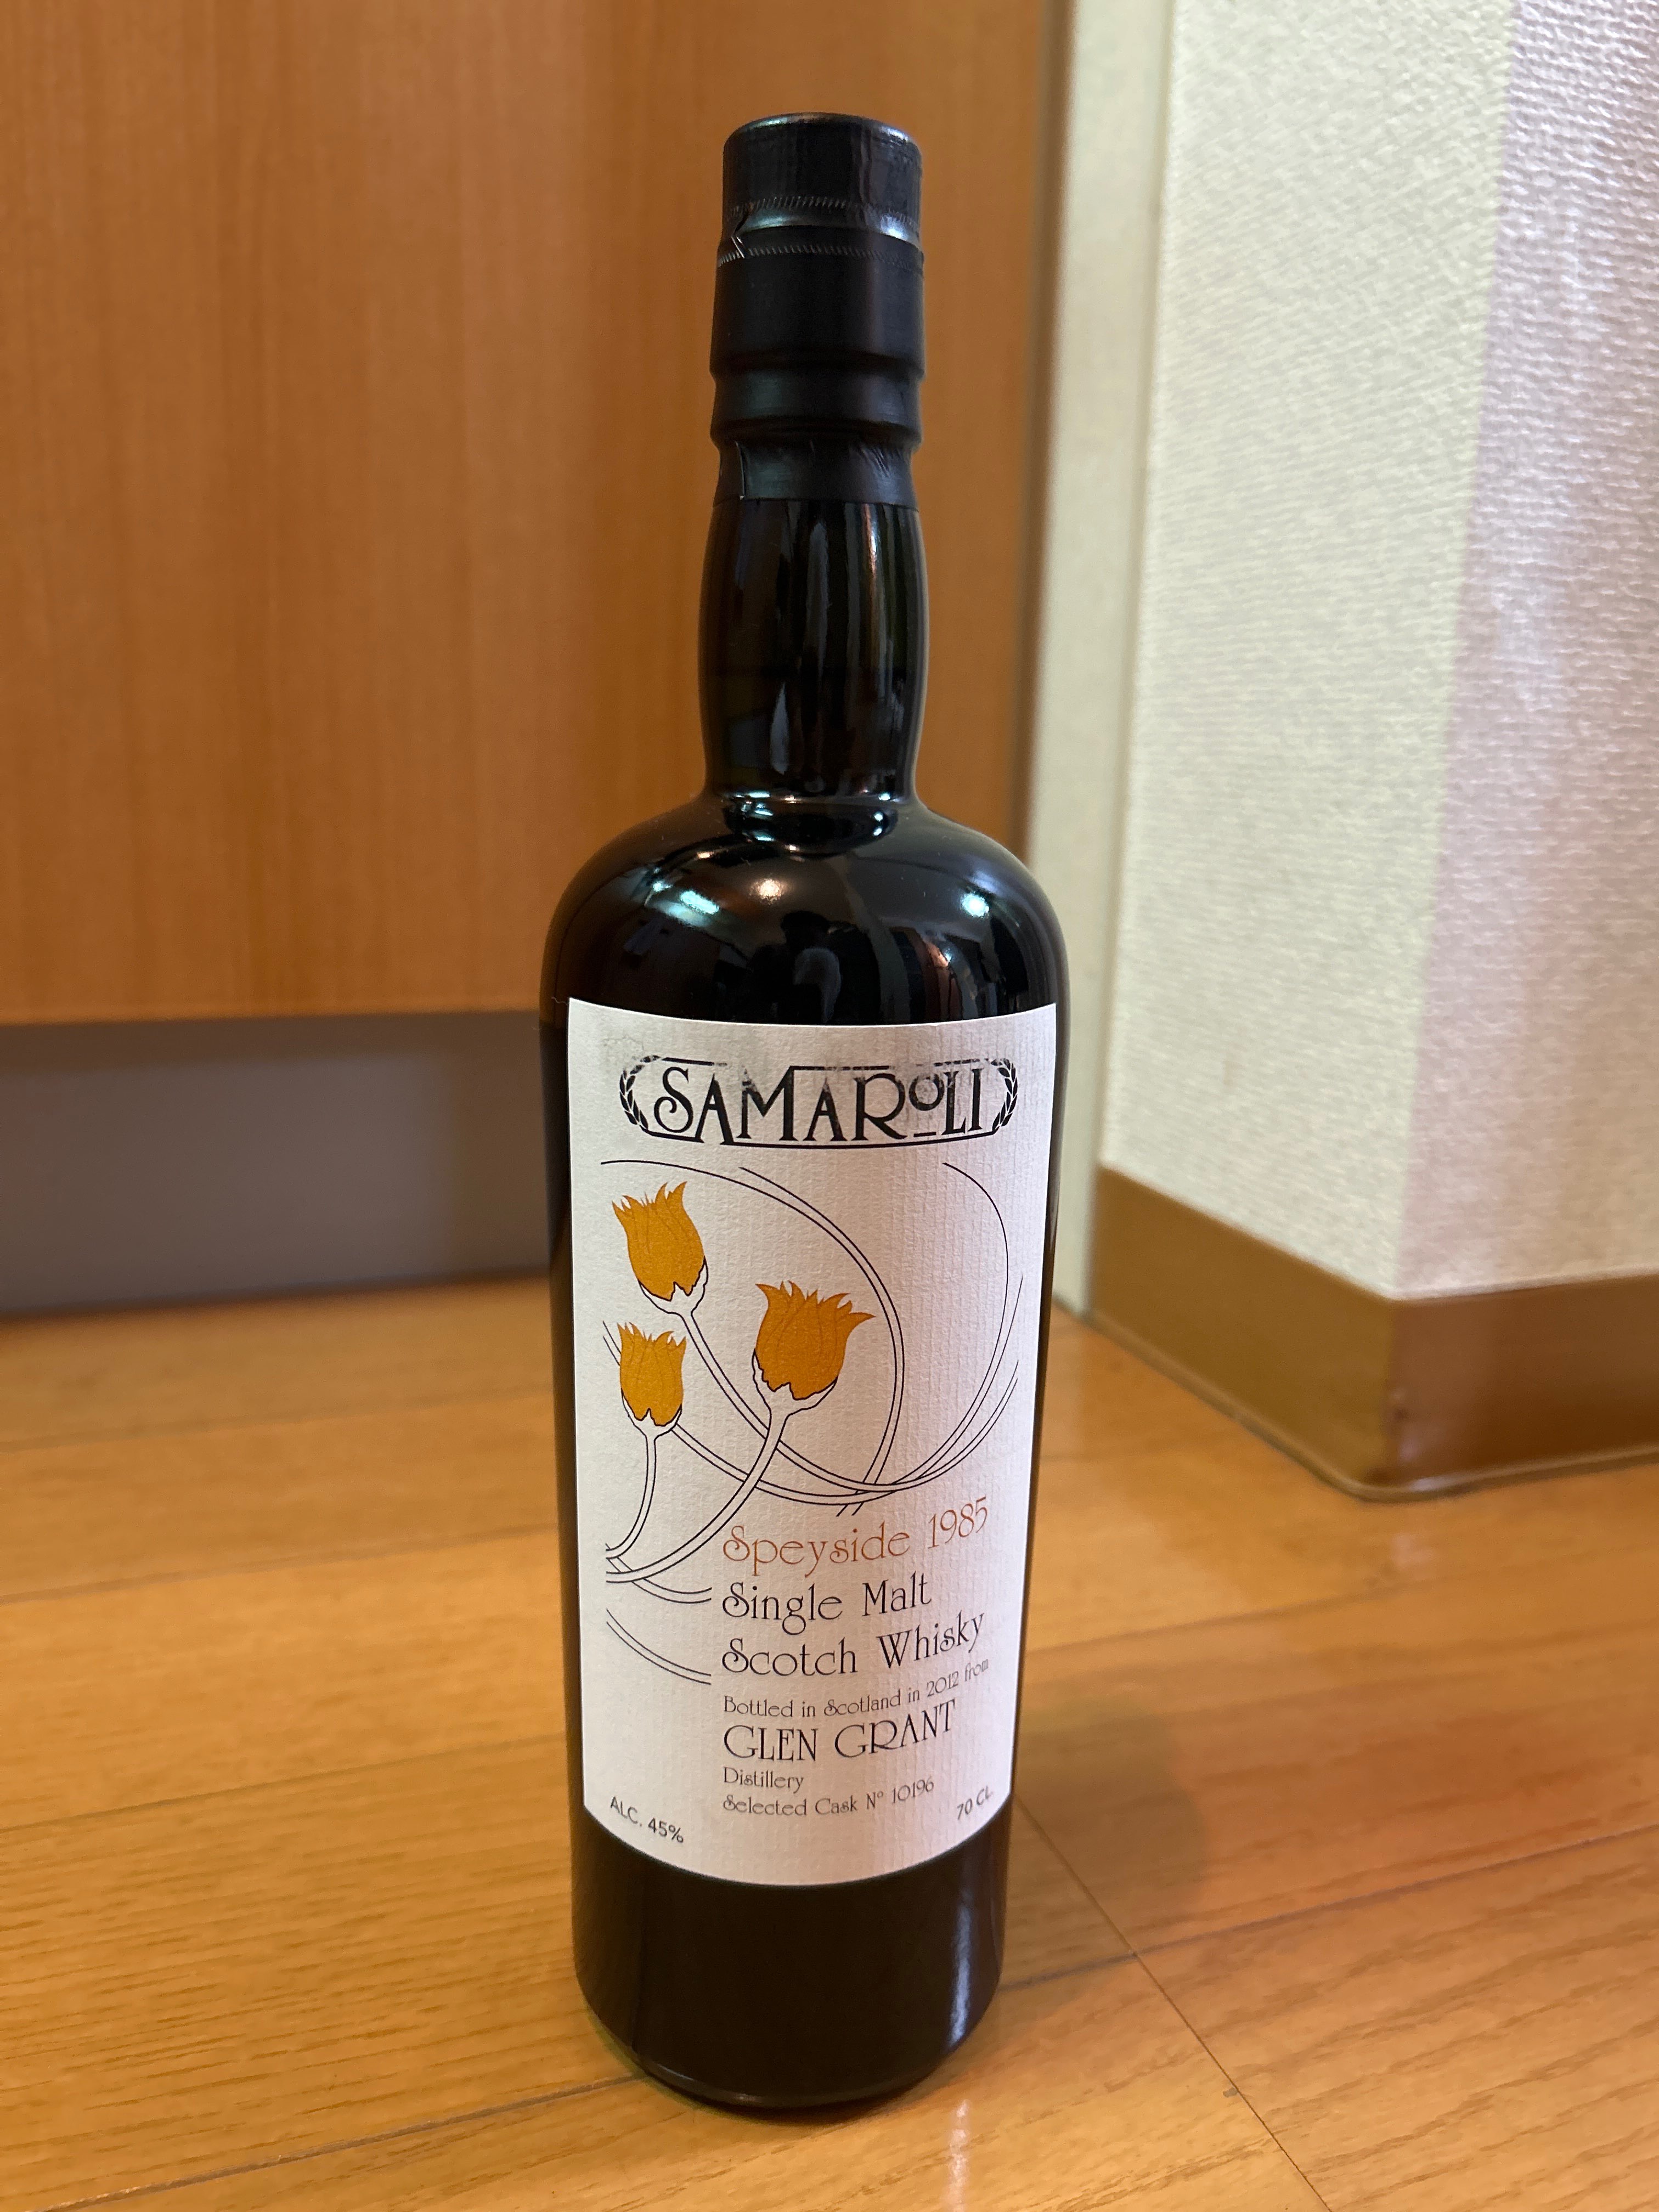 SAMAROLI
Speyside 1985
Single Malt
Scotch Whisky
Bottled in Scotland in 2012 from
GLEN GRANT
Distillery
Selected Cask N° 10196
ALC. 45%
70 CL